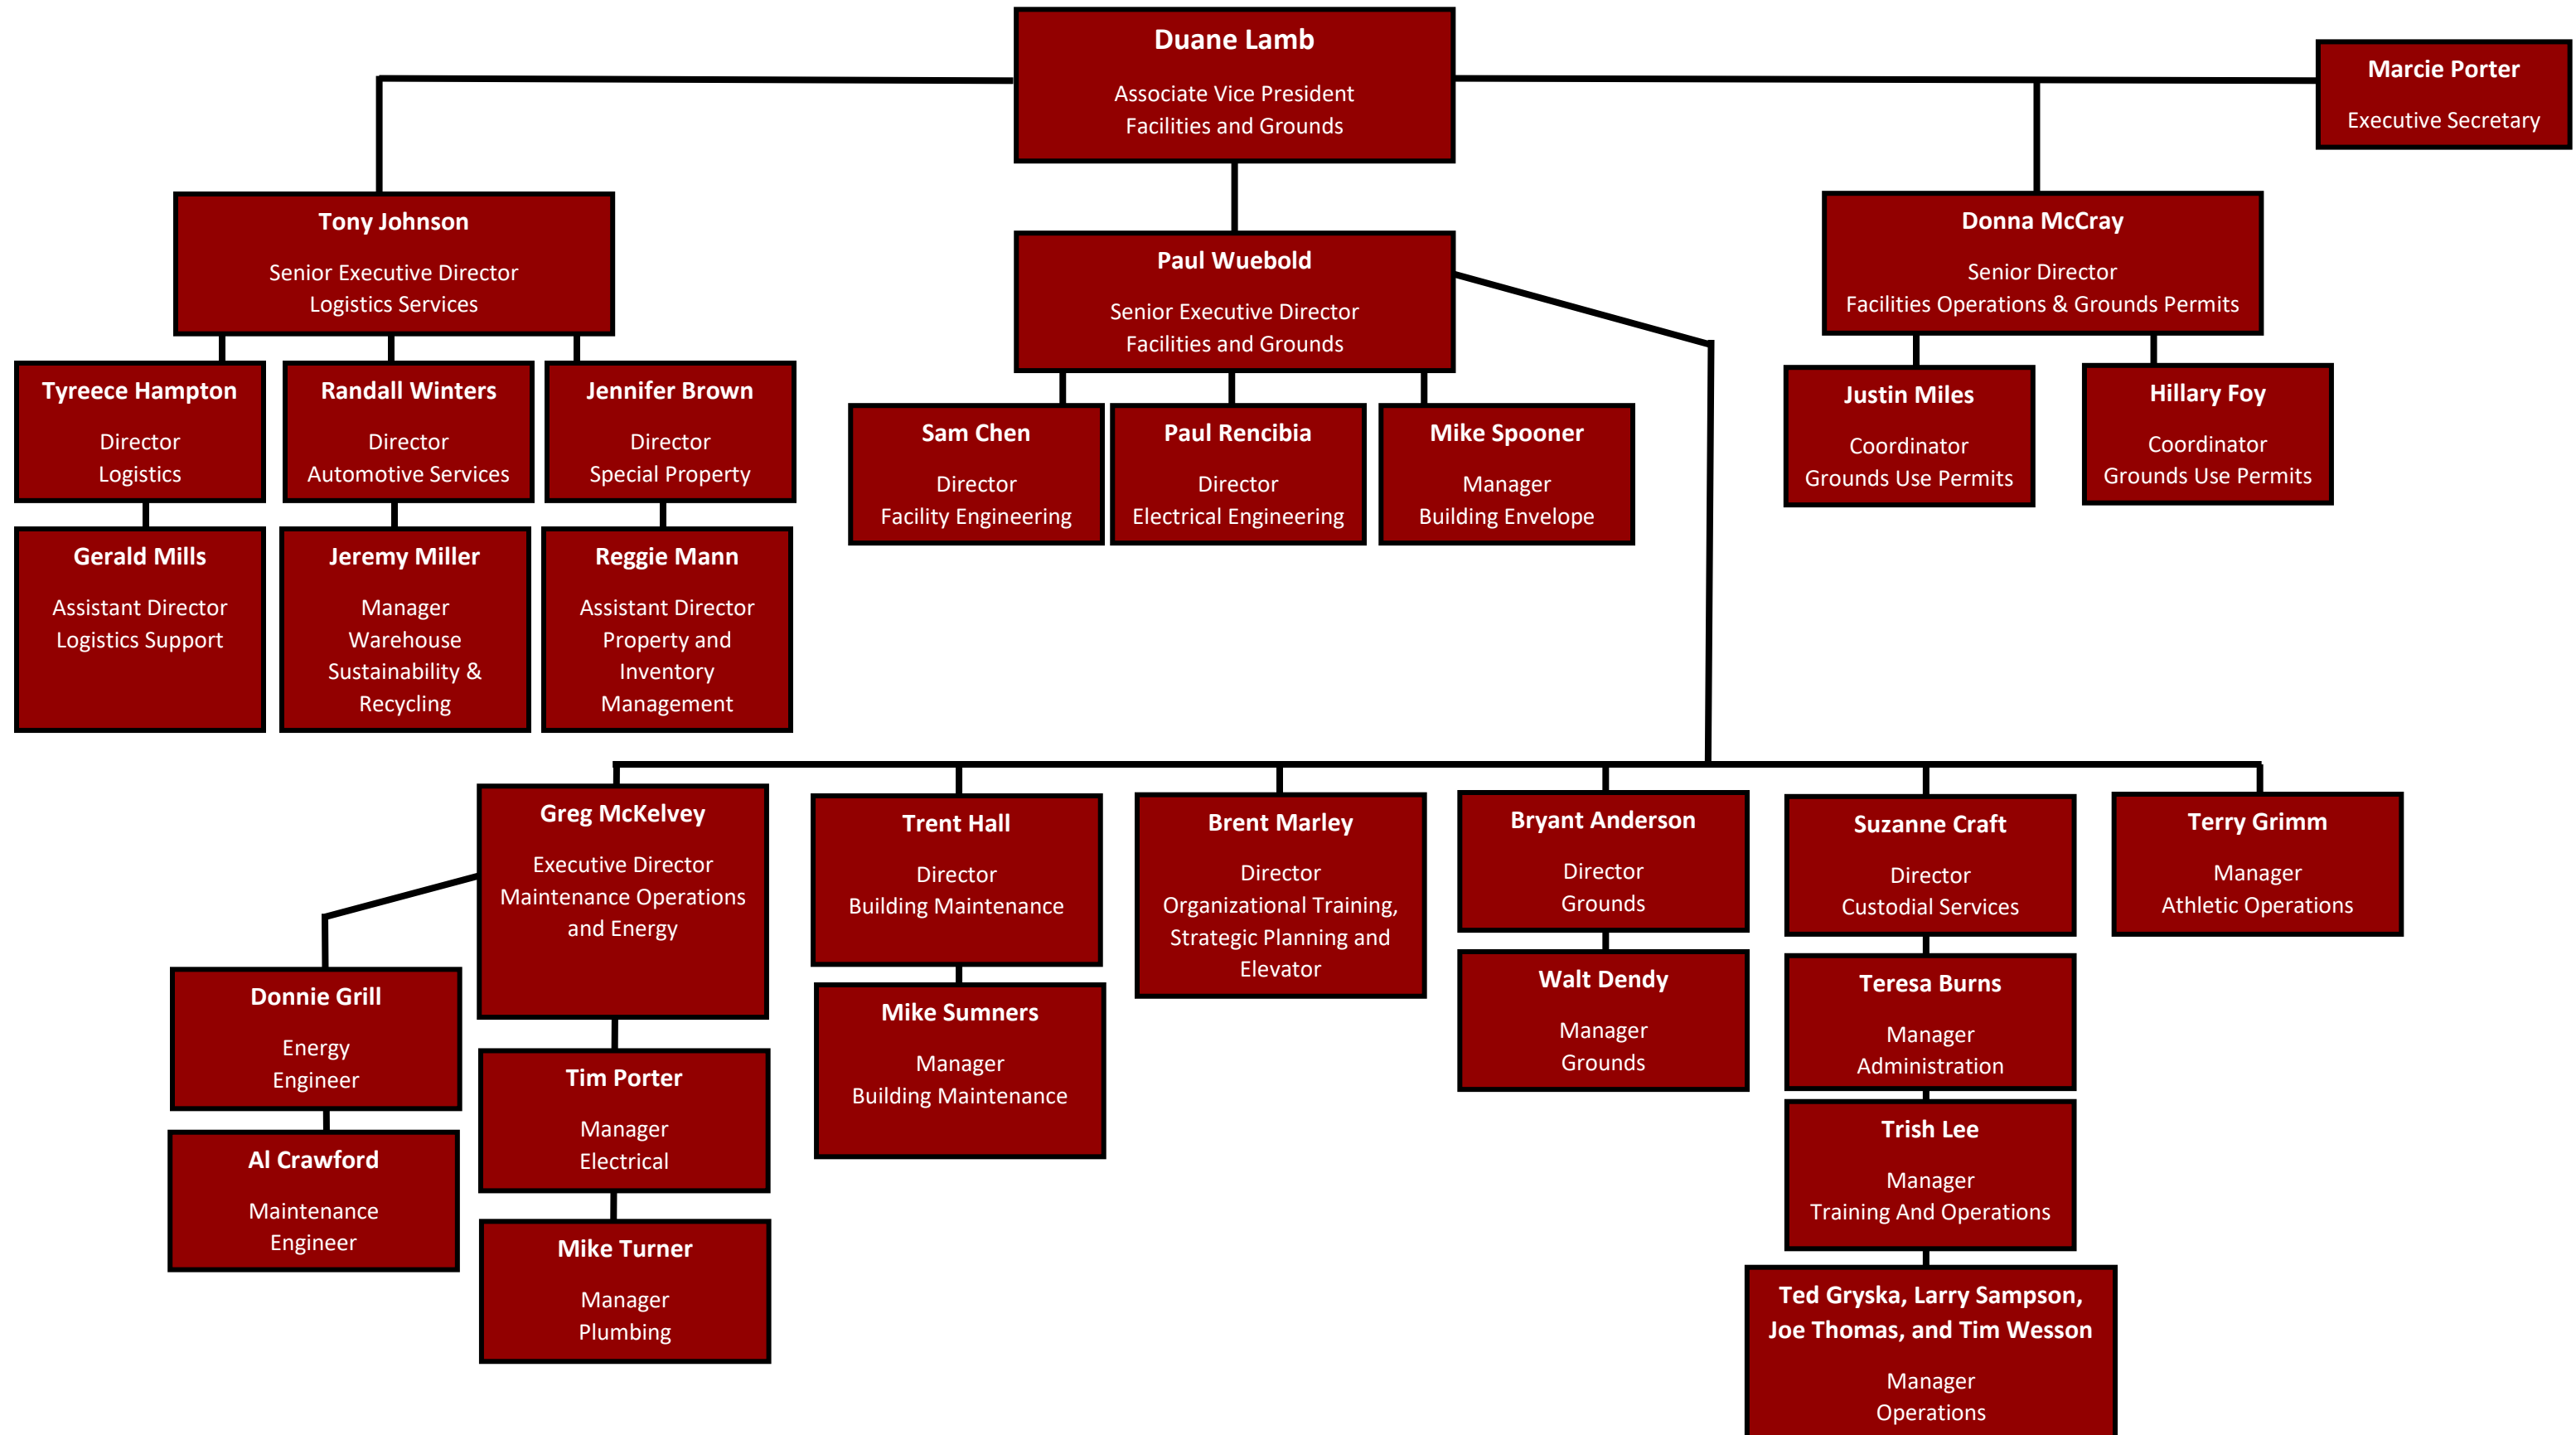 Duane Lamb
Associate Vice President
Facilities and Grounds
Marcie Porter
Executive Secretary
Tony Johnson
Senior Executive Director
Logistics Services
Paul Wuebold
Senior Executive Director
Facilities and Grounds
Donna McCray
Senior Director
Facilities Operations & Grounds Permits
Tyreece Hampton
Director
Logistics
Randall Winters
Director
Automotive Services
Jennifer Brown
Director
Special Property
Sam Chen
Director
Facility Engineering
Paul Rencibia
Director
Electrical Engineering
Mike Spooner
Manager
Building Envelope
Justin Miles
Coordinator
Grounds Use Permits
Hillary Foy
Coordinator
Grounds Use Permits
Gerald Mills
Assistant Director
Logistics Support
Jeremy Miller
Manager
Warehouse
Sustainability &
Recycling
Reggie Mann
Assistant Director
Property and
Inventory
Management
Greg McKelvey
Executive Director
Maintenance Operations
and Energy
Trent Hall
Director
Building Maintenance
Brent Marley
Director
Organizational Training,
Strategic Planning and
Elevator
Bryant Anderson
Director
Grounds
Suzanne Craft
Director
Custodial Services
Terry Grimm
Manager
Athletic Operations
Donnie Grill
Energy
Engineer
Al Crawford
Maintenance
Engineer
Tim Porter
Manager
Electrical
Mike Turner
Manager
Plumbing
Mike Sumners
Manager
Building Maintenance
Walt Dendy
Manager
Grounds
Teresa Burns
Manager
Administration
Trish Lee
Manager
Training And Operations
Ted Gryska, Larry Sampson,
Joe Thomas, and Tim Wesson
Manager
Operations